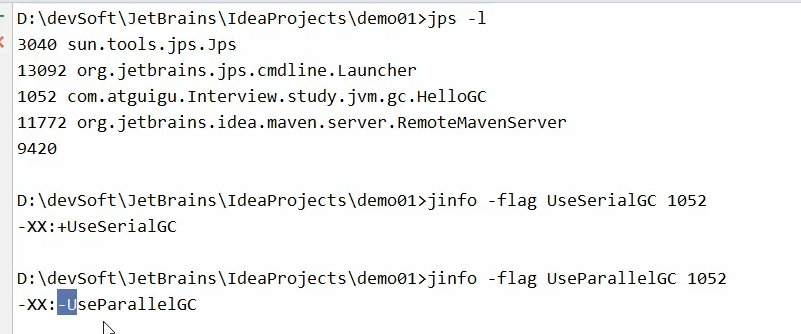 D:\devSoft\JetBrains\IdeaProjects\demo01>jps -l
3040 sun.tools.jps.Jps
13092 org.jetbrains.jps.cmdline.Launcher
1052 com.atguigu.Interview.study.jvm.gc.HelloGC
11772 org.jetbrains.idea.maven.server.RemoteMavenServer
9420
D:\devSoft\JetBrains\IdeaProjects\demo01>jinfo -flag UseSerialGC 1052
-XX:+UseSerialGC
D:\devSoft\JetBrains\IdeaProjects\demo01>jinfo -flag UseParallelGC 1052
-XX:-UseParallelGC